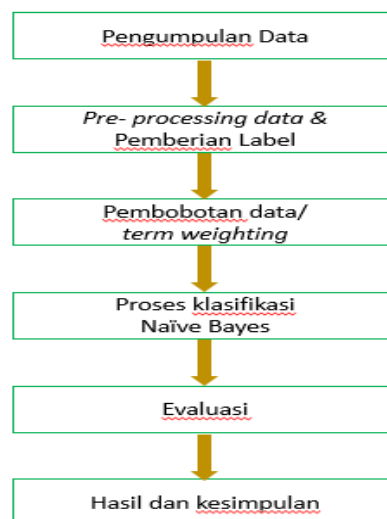 Pengumpulan Data
Pre- processing data &
Pemberian Label
Pembobotan data/
term weighting
Proses klasifikasi
Naïve Bayes
Evaluasi
Hasil dan kesimpulan